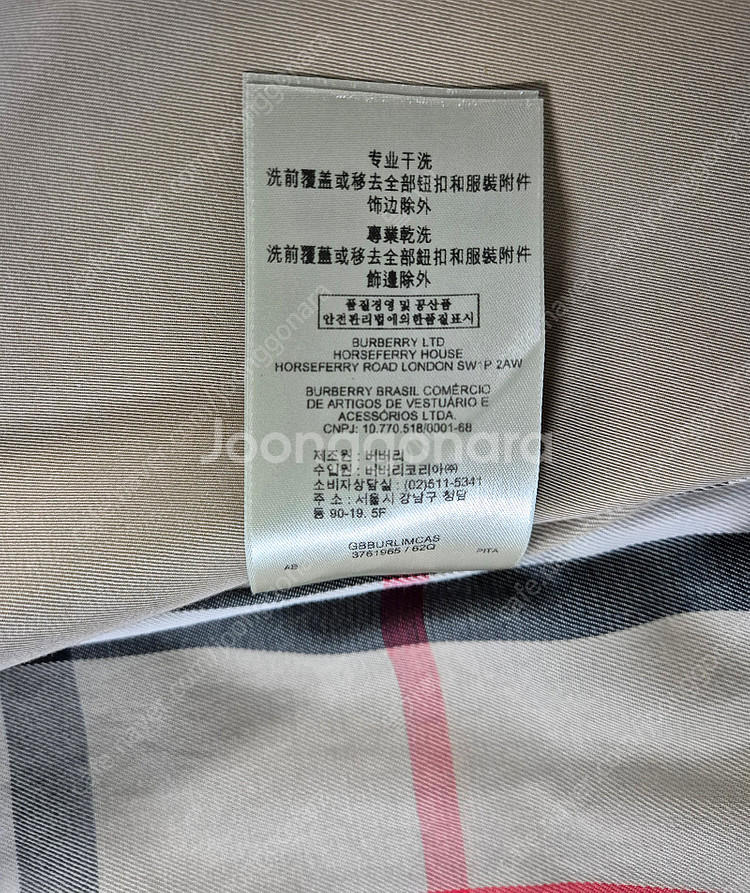 专业干洗
洗前覆盖或移去全部钮扣和服裝附件
饰边除外
專業乾洗
洗前覆蓋或移去全部鈕扣和服裝附件
飾邊除外
품질경영 및 공산품
안전관리법에의한품질표시
BURBERRY LTD
HORSEFERRY HOUSE
HORSEFERRY ROAD LONDON SW1P 2AW
BURBERRY BRASIL COMÉRCIO
DE ARTIGOS DE VESTUÁRIO E
ACESSÓRIOS LTDA.
CNPJ: 10.770.518/0001-68
Joonggonara
제조원 : 버버리
수입원 : 버버리코리아㈜
소비자상담실 : (02)511-5341
주 소 : 서울시 강남구 청담
동 90-19. 5F
GBBURLIMCAS
3761965 / 62Q
AB
PITA